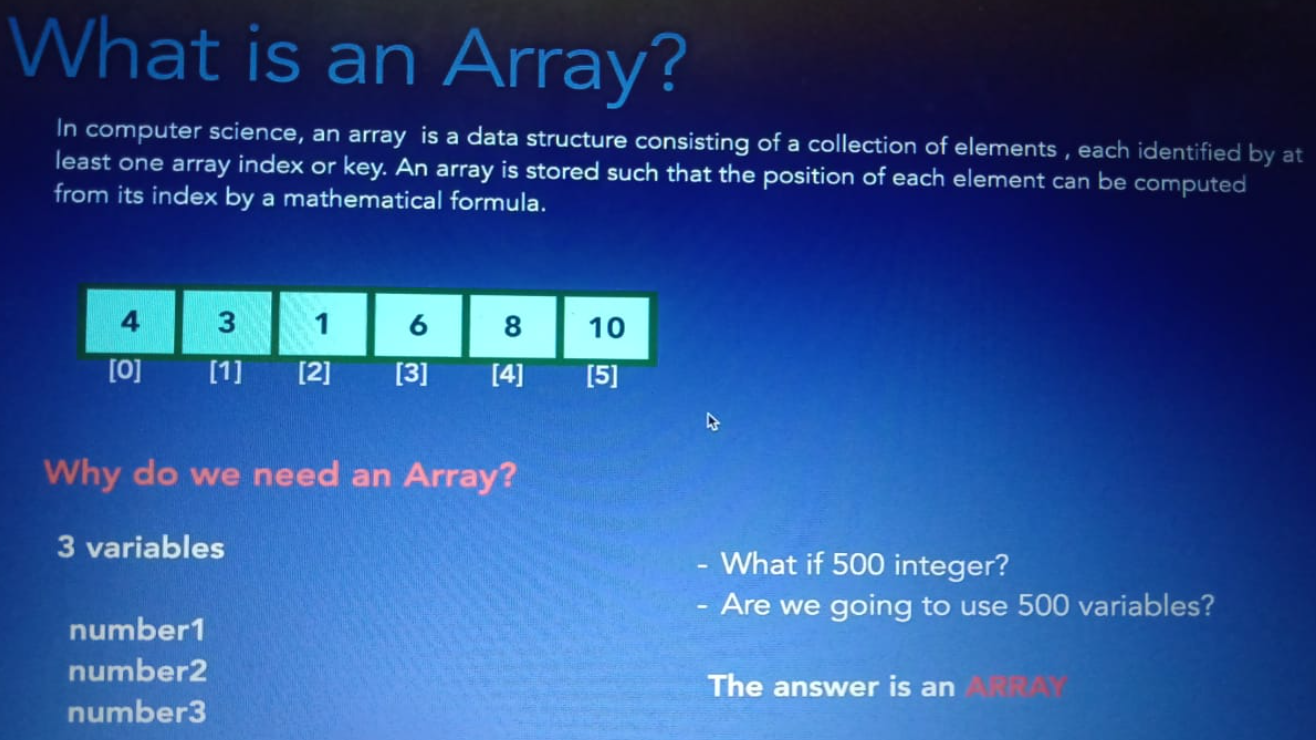 What is an Array?
In computer science, an array is a data structure consisting of a collection of elements , each identified by at
least one array index or key. An array is stored such that the position of each element can be computed
from its index by a mathematical formula.
4 3 1 6 8 10
[0] [1] [2] [3] [4] [5]
Why do we need an Array?
3 variables
number1
number2
number3
- What if 500 integer?
- Are we going to use 500 variables?
The answer is an ARRAY